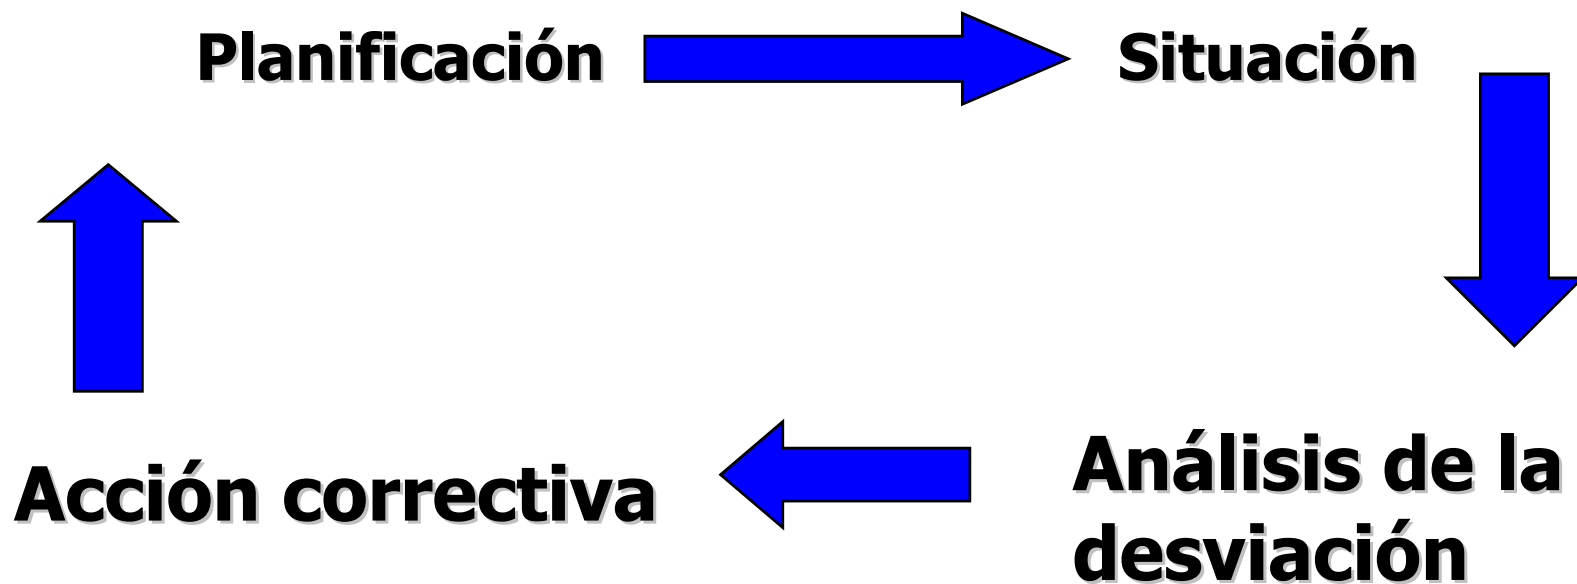 Planificación
Situación
Análisis de la
desviación
Acción correctiva